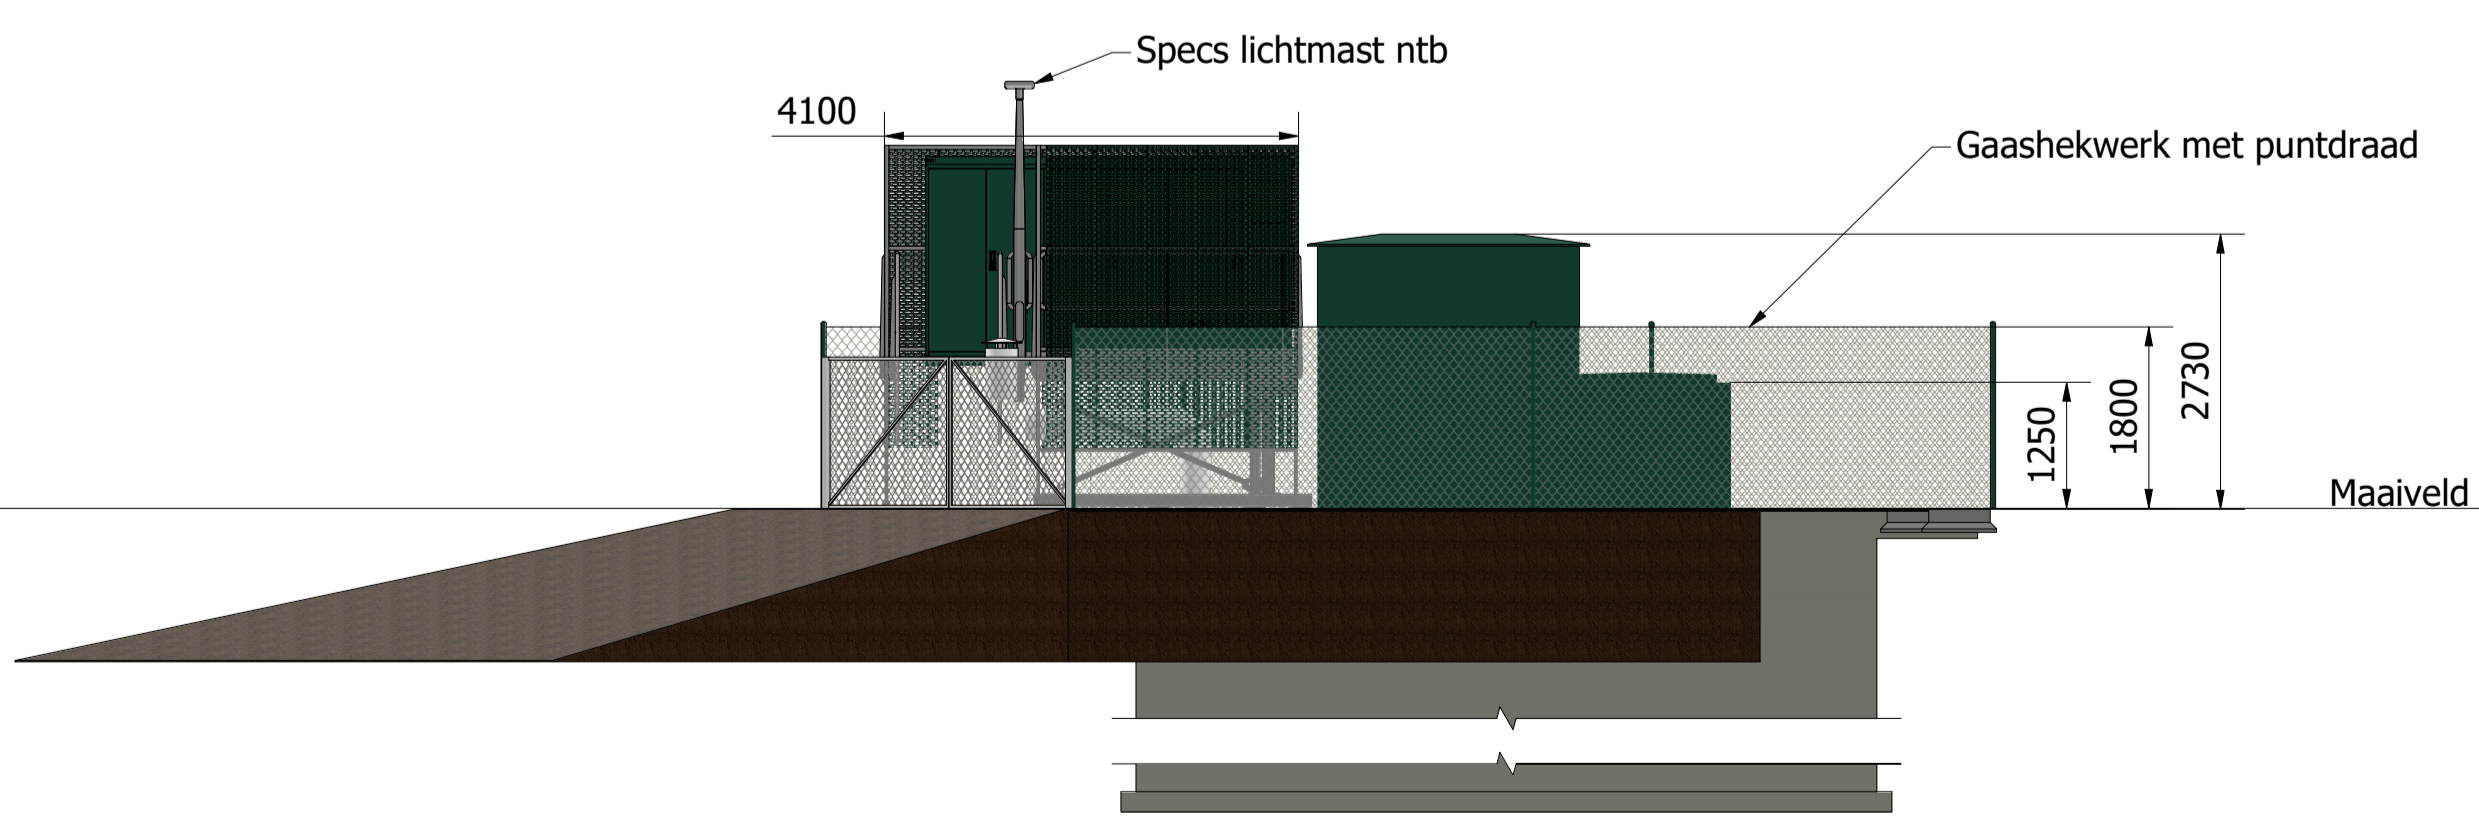 Specs lichtmast ntb
4100
Gaashekwerk met puntdraad
2730
1800
1250
Maaiveld